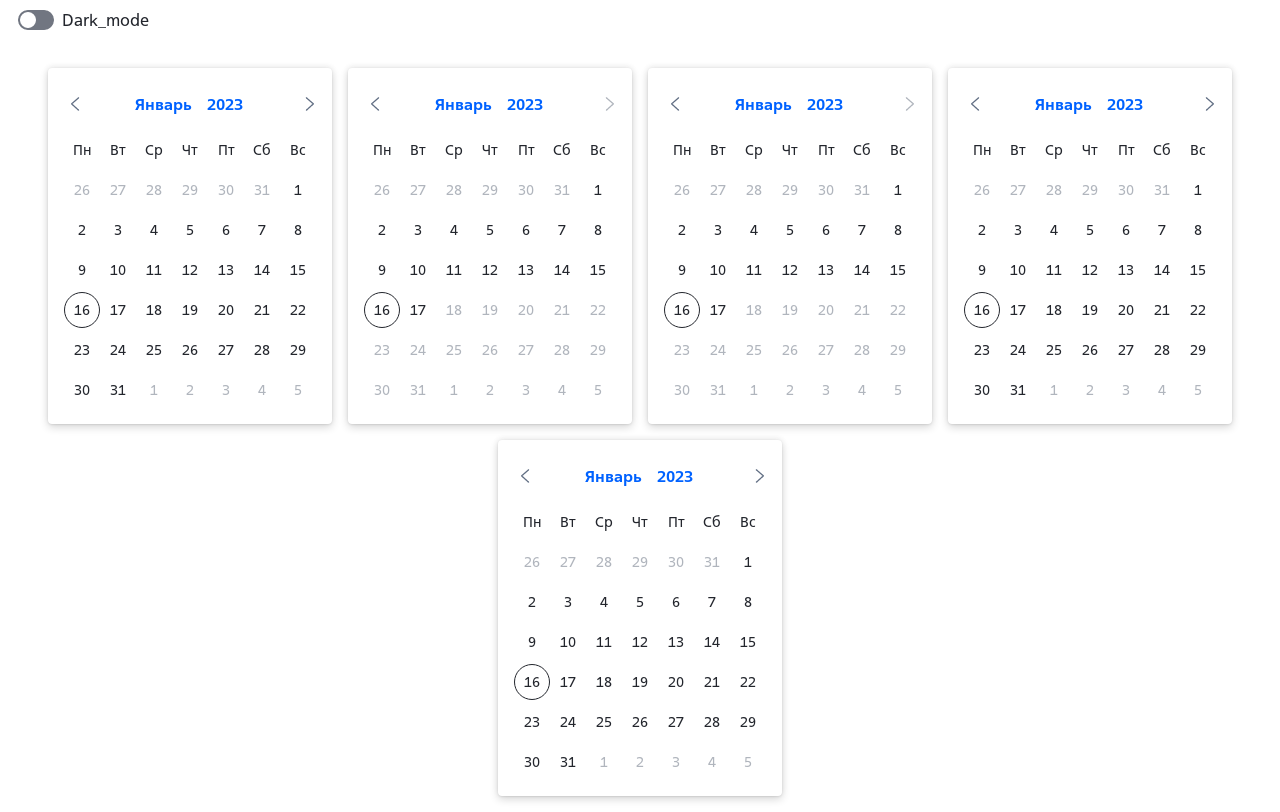 Dark_mode
Январь 2023 Январь 2023 Январь 2023 Январь 2023
Пн Вт Ср Чт Пт Сб Вс Пн Вт Ср Чт Пт Сб Вс Пн Вт Ср Чт Пт Сб Вс Пн Вт Ср Чт Пт Сб Вс
26 27 28 29 30 31 1 26 27 28 29 30 31 1 26 27 28 29 30 31 1 26 27 28 29 30 31 1
2 3 4 5 6 7 8 2 3 4 5 6 7 8 2 3 4 5 6 7 8 2 3 4 5 6 7 8
9 10 11 12 13 14 15 9 10 11 12 13 14 15 9 10 11 12 13 14 15 9 10 11 12 13 14 15
16 17 18 19 20 21 22 16 17 18 19 20 21 22 16 17 18 19 20 21 22 16 17 18 19 20 21 22
23 24 25 26 27 28 29 23 24 25 26 27 28 29 23 24 25 26 27 28 29 23 24 25 26 27 28 29
30 31 1 2 3 4 5 30 31 1 2 3 4 5 30 31 1 2 3 4 5 30 31 1 2 3 4 5
Январь 2023
Пн Вт Ср Чт Пт Сб Вс
26 27 28 29 30 31 1
2 3 4 5 6 7 8
9 10 11 12 13 14 15
16 17 18 19 20 21 22
23 24 25 26 27 28 29
30 31 1 2 3 4 5